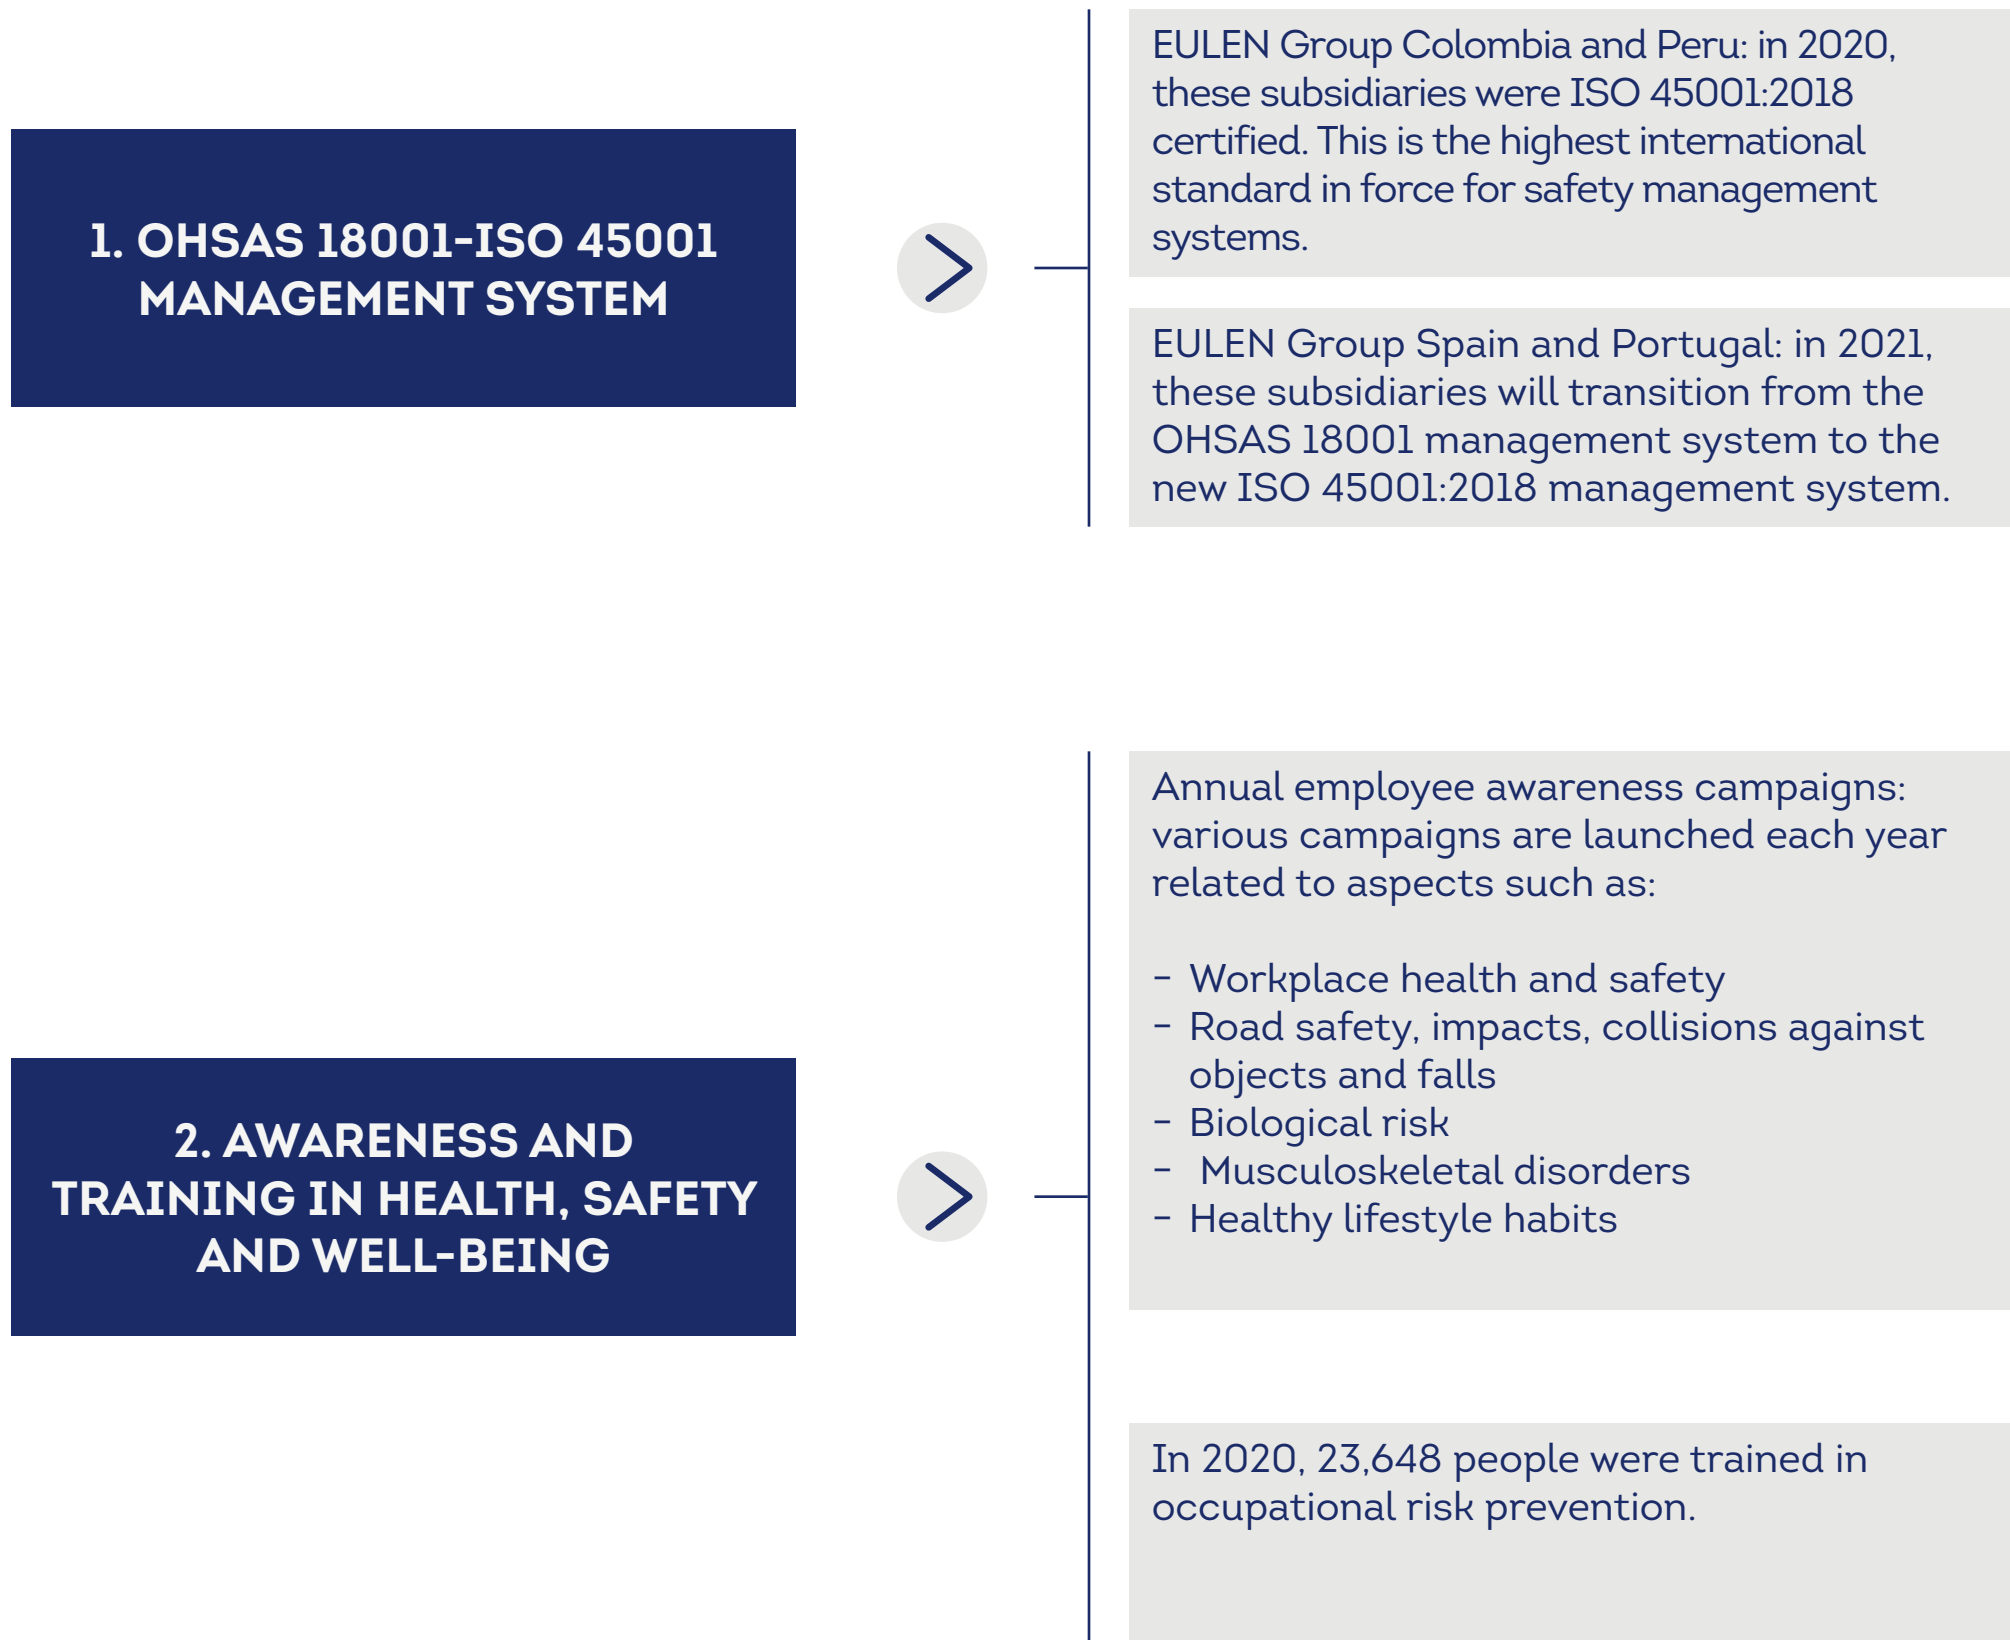 1. OHSAS 18001-ISO 45001
MANAGEMENT SYSTEM
EULEN Group Colombia and Peru: in 2020,
these subsidiaries were ISO 45001:2018
certified. This is the highest international
standard in force for safety management
systems.
EULEN Group Spain and Portugal: in 2021,
these subsidiaries will transition from the
OHSAS 18001 management system to the
new ISO 45001:2018 management system.
2. AWARENESS AND
TRAINING IN HEALTH, SAFETY
AND WELL-BEING
Annual employee awareness campaigns:
various campaigns are launched each year
related to aspects such as:
- Workplace health and safety
- Road safety, impacts, collisions against
objects and falls
- Biological risk
- Musculoskeletal disorders
- Healthy lifestyle habits
In 2020, 23,648 people were trained in
occupational risk prevention.